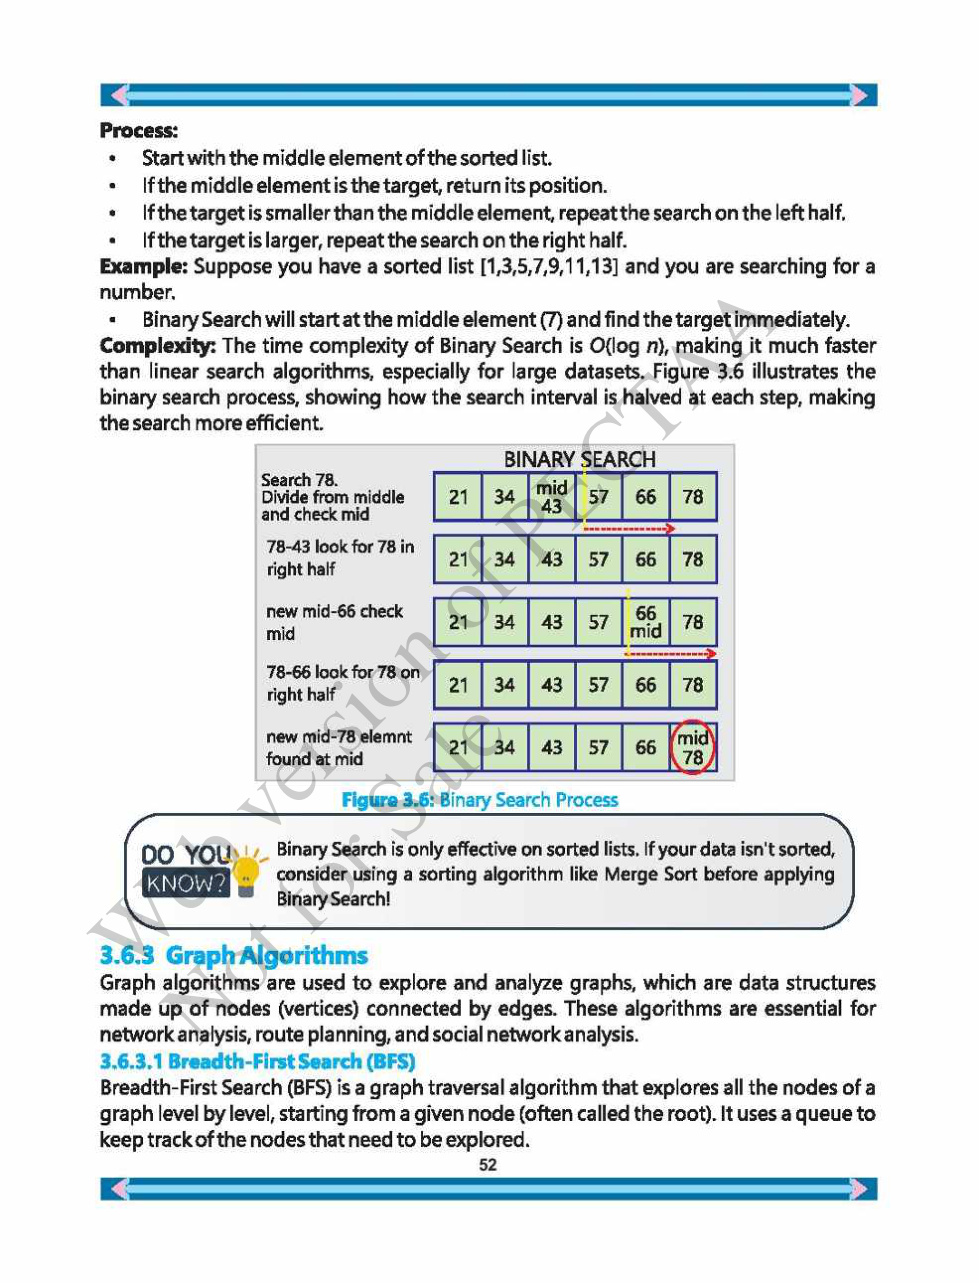 Process:
• Start with the middle element of the sorted list.
• If the middle element is the target, return its position.
• If the target is smaller than the middle element, repeat the search on the left half.
• If the target is larger, repeat the search on the right half.
Example: Suppose you have a sorted list [1,3,5,7,9,11,13] and you are searching for a
number.
• Binary Search will start at the middle element (7) and find the target immediately.
Complexity: The time complexity of Binary Search is O(log n), making it much faster
than linear search algorithms, especially for large datasets. Figure 3.6 illustrates the
binary search process, showing how the search interval is halved at each step, making
the search more efficient.
BINARY SEARCH
Search 78.
Divide from middle
and check mid
21 34 mid 43 57 66 78
78-43 look for 78 in
right half
21 34 43 57 66 78
new mid-66 check
mid
21 34 43 57 66 mid 78
78-66 look for 78 on
right half
21 34 43 57 66 78
new mid-78 elemnt
found at mid
21 34 43 57 66 mid 78
Figure 3.6: Binary Search Process
DO YOU
KNOW?
Binary Search is only effective on sorted lists. If your data isn't sorted,
consider using a sorting algorithm like Merge Sort before applying
Binary Search!
3.6.3 Graph Algorithms
Graph algorithms are used to explore and analyze graphs, which are data structures
made up of nodes (vertices) connected by edges. These algorithms are essential for
network analysis, route planning, and social network analysis.
3.6.3.1 Breadth-First Search (BFS)
Breadth-First Search (BFS) is a graph traversal algorithm that explores all the nodes of a
graph level by level, starting from a given node (often called the root). It uses a queue to
keep track of the nodes that need to be explored.
52
Web version of PECTAA
Not for Sale